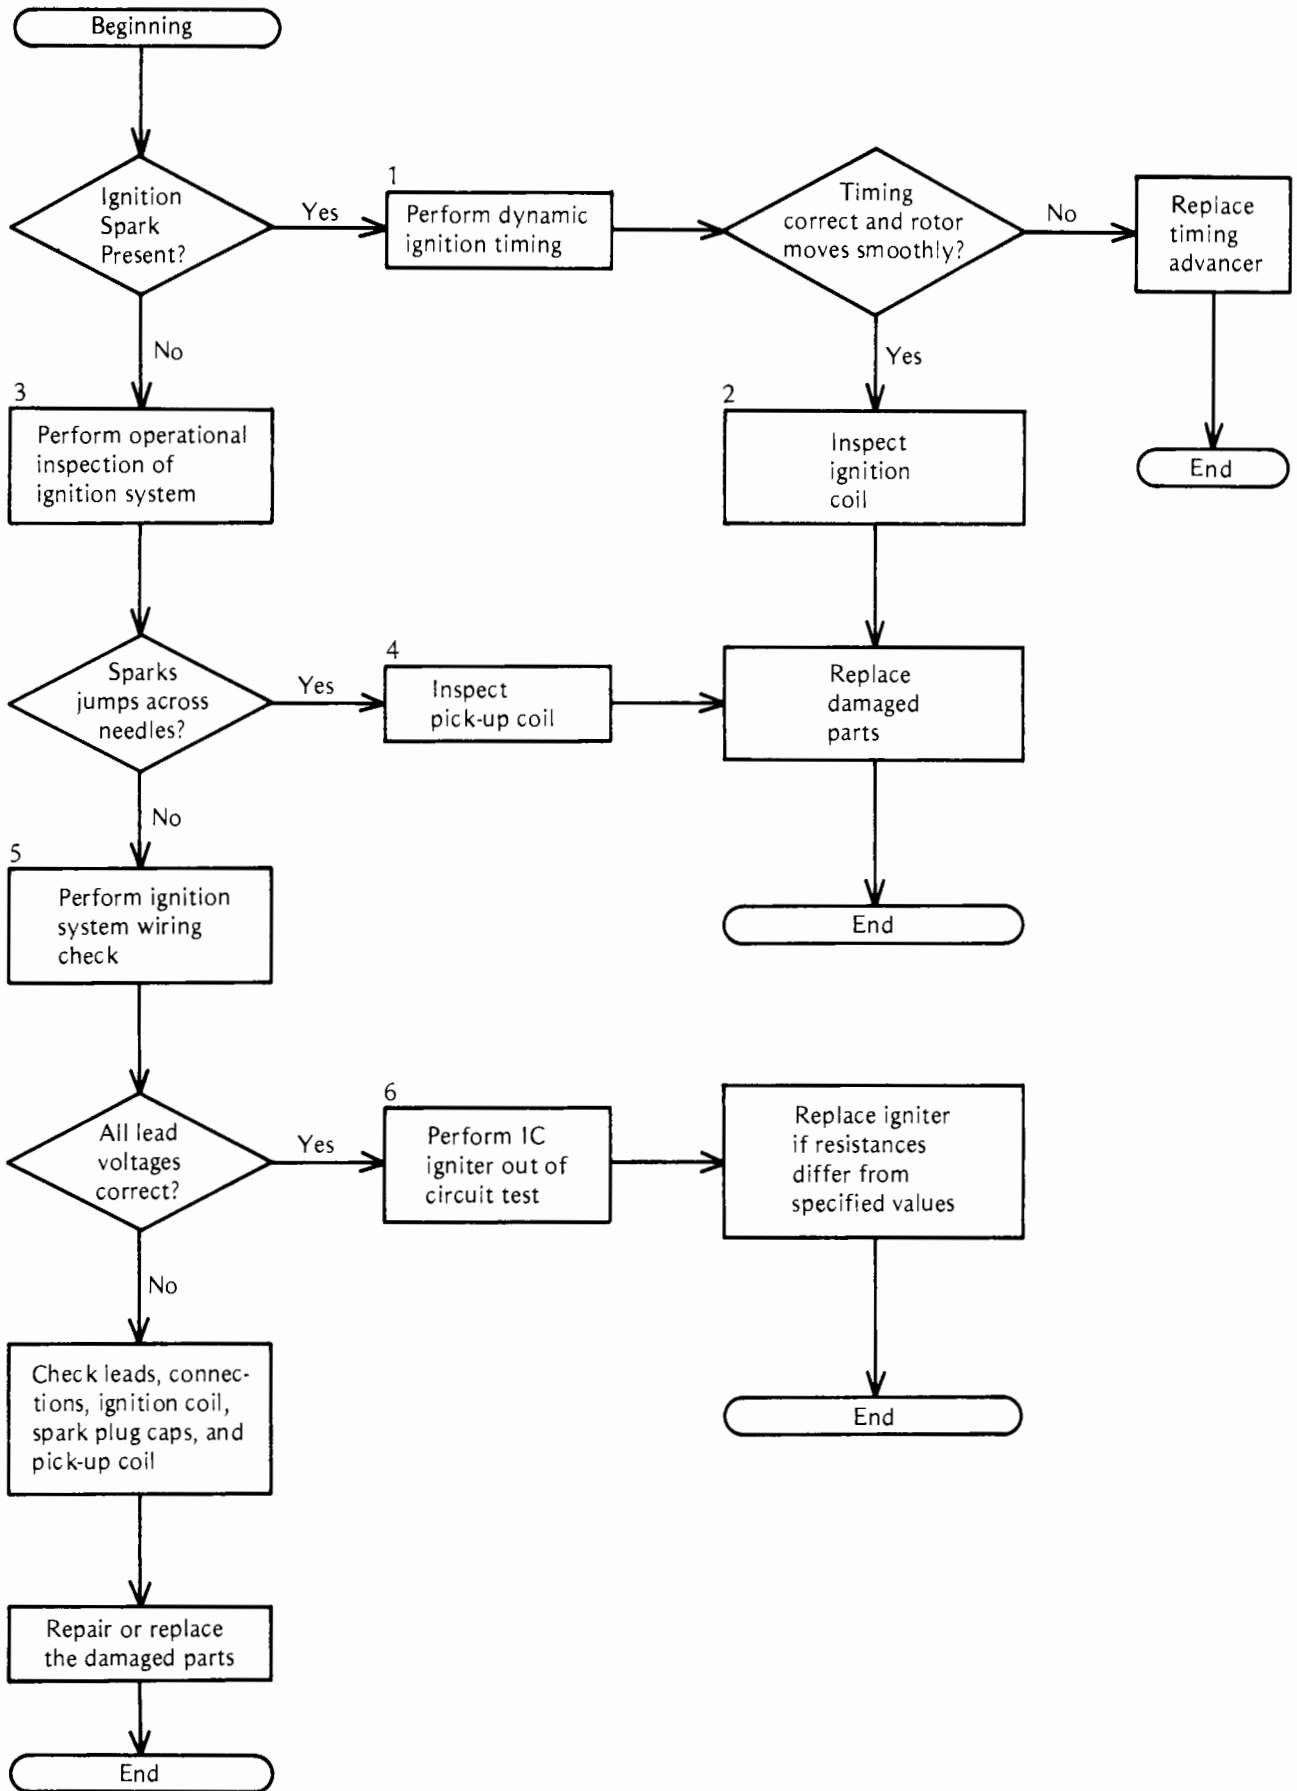 Beginning
Ignition
Spark
Present?
Yes
1
Perform dynamic
ignition timing
Timing
correct and rotor
moves smoothly?
No
Replace
timing
advancer
End
No
3
Perform operational
inspection of
ignition system
Yes
2
Inspect
ignition
coil
Sparks
jumps across
needles?
Yes
4
Inspect
pick-up coil
Replace
damaged
parts
End
No
5
Perform ignition
system wiring
check
All lead
voltages
correct?
Yes
6
Perform IC
igniter out of
circuit test
Replace igniter
if resistances
differ from
specified values
End
No
Check leads, connec-
tions, ignition coil,
spark plug caps, and
pick-up coil
Repair or replace
the damaged parts
End